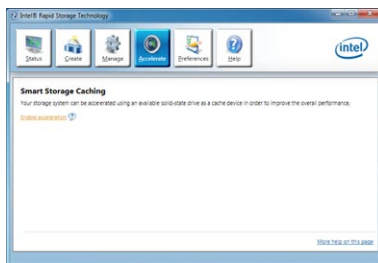 Intel® Rapid Storage Technology
Status
Create
Manage
Accelerate
Preferences
Help
intel
Smart Storage Caching
Your storage system can be accelerated using an available solid-state drive as a cache device in order to improve the overall performance.
Enable acceleration
More help on this page